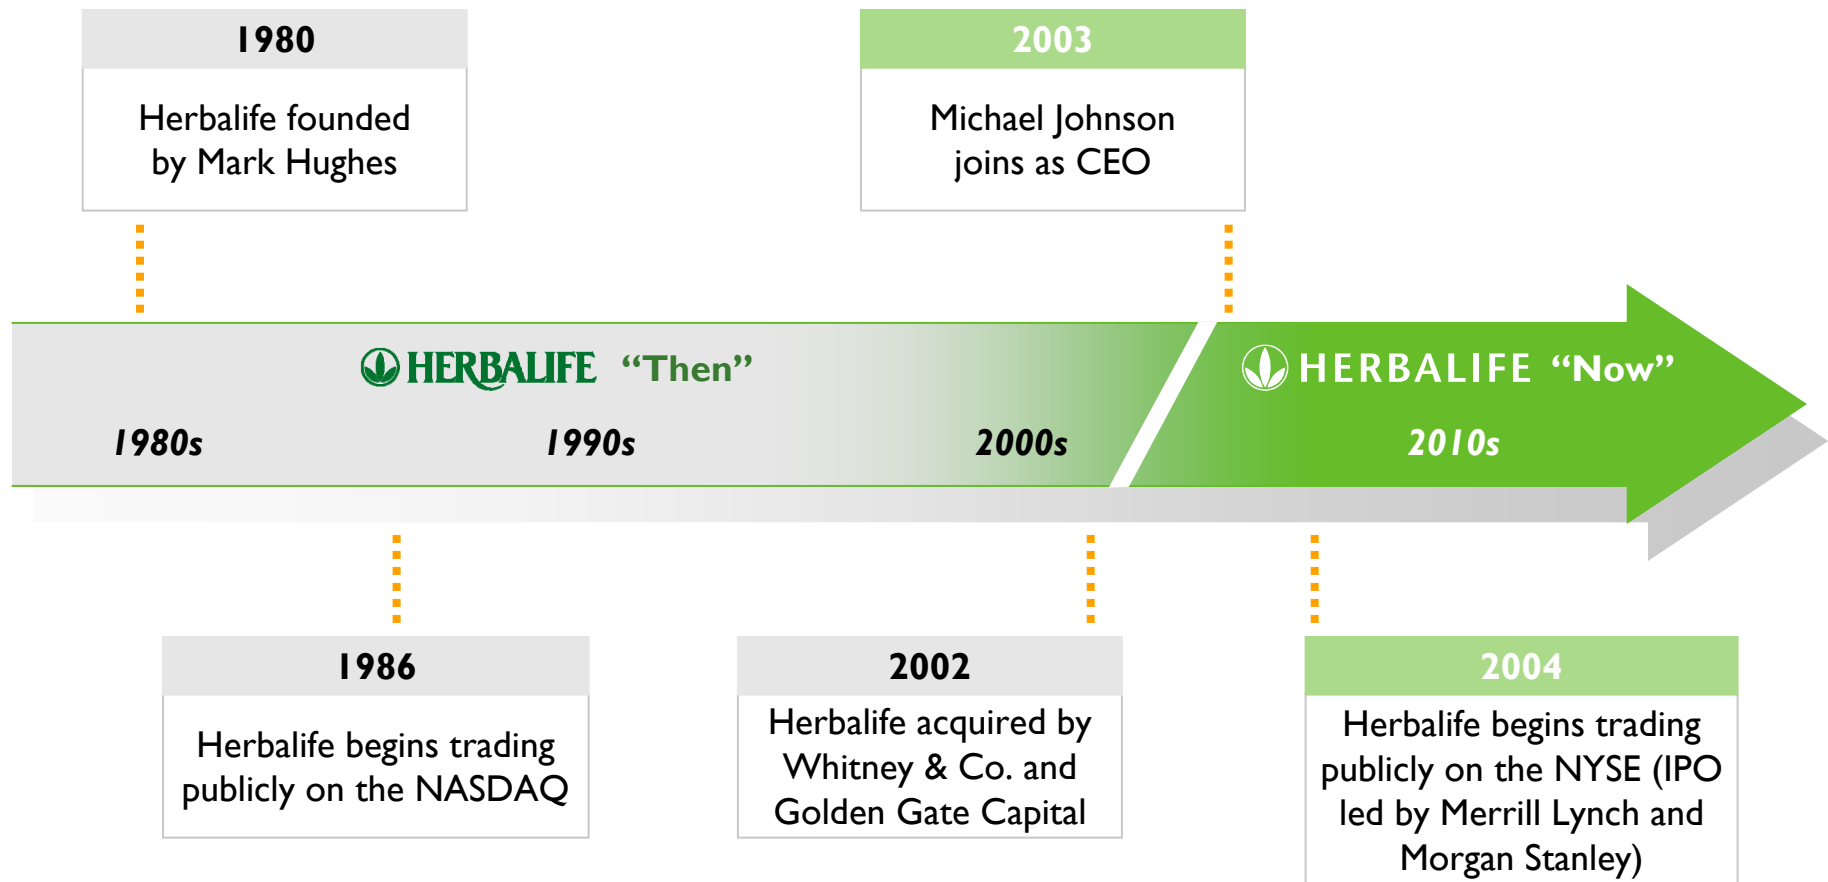 1980
Herbalife founded
by Mark Hughes
2003
Michael Johnson
joins as CEO
HERBALIFE “Then”
HERBALIFE “Now”
1980s
1990s
2000s
2010s
1986
Herbalife begins trading
publicly on the NASDAQ
2002
Herbalife acquired by
Whitney & Co. and
Golden Gate Capital
2004
Herbalife begins trading
publicly on the NYSE (IPO
led by Merrill Lynch and
Morgan Stanley)